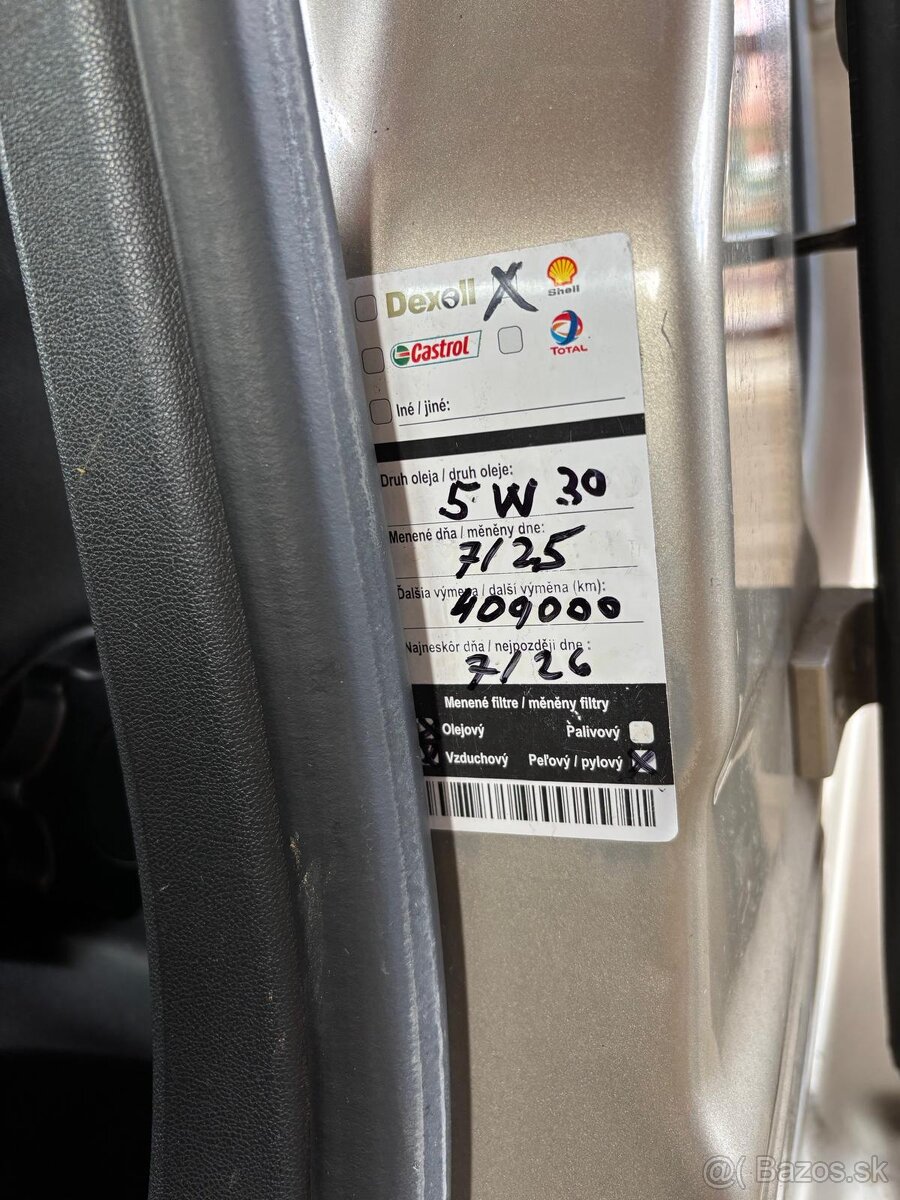 Dexoll X Shell
Castrol TOTAL
Iné / jiné:
Druh oleja / druh oleje:
5W30
Menené dňa / měněny dne:
7/25
Ďalšia výmena / další výměna (km):
409000
Najneskôr dňa / nejpozději dne :
7/26
Menené filtre / měněny filtry
Olejový Palivový
Vzduchový Peľový / pylový
@( Bazos.sk